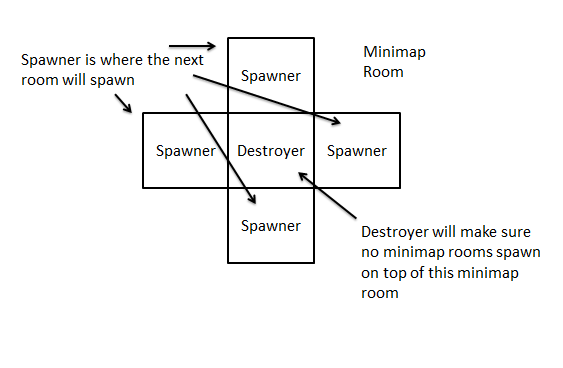 Minimap
Room
Spawner is where the next
room will spawn
Spawner
Spawner
Destroyer
Spawner
Spawner
Destroyer will make sure
no minimap rooms spawn
on top of this minimap
room